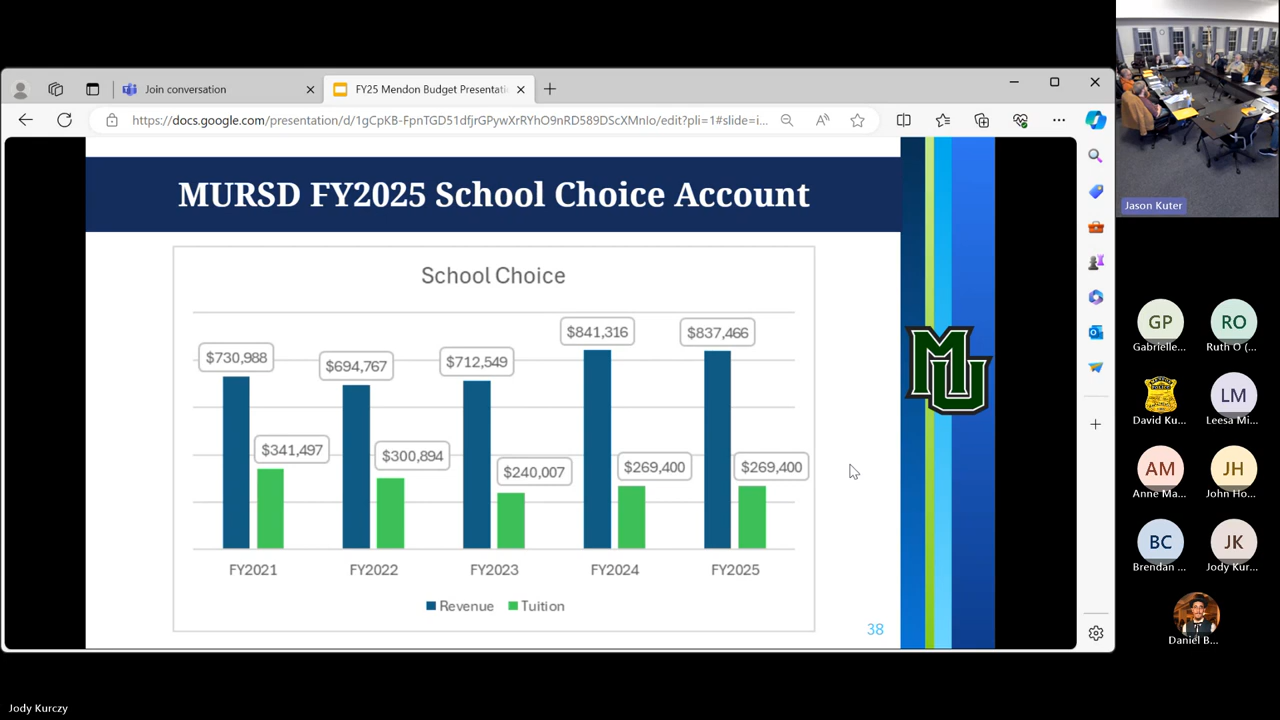 Join conversation
FY25 Mendon Budget Presentati
https://docs.google.com/presentation/d/1gCpKB-FpnTGD51dfjrGPywXrRYhO9nRD589DScXMnIo/edit?pli=1#slide=i...
MURSD FY2025 School Choice Account
School Choice
$730,988
$694,767
$712,549
$841,316
$837,466
$341,497
$300,894
$240,007
$269,400
$269,400
FY2021
FY2022
FY2023
FY2024
FY2025
Revenue
Tuition
38
MU
Jason Kuter
GP
Gabrielle...
RO
Ruth O (...
David Ku...
LM
Leesa Mi...
AM
Anne Ma...
JH
John Ho...
BC
Brendan ...
JK
Jody Kur...
Daniel B...
Jody Kurczy